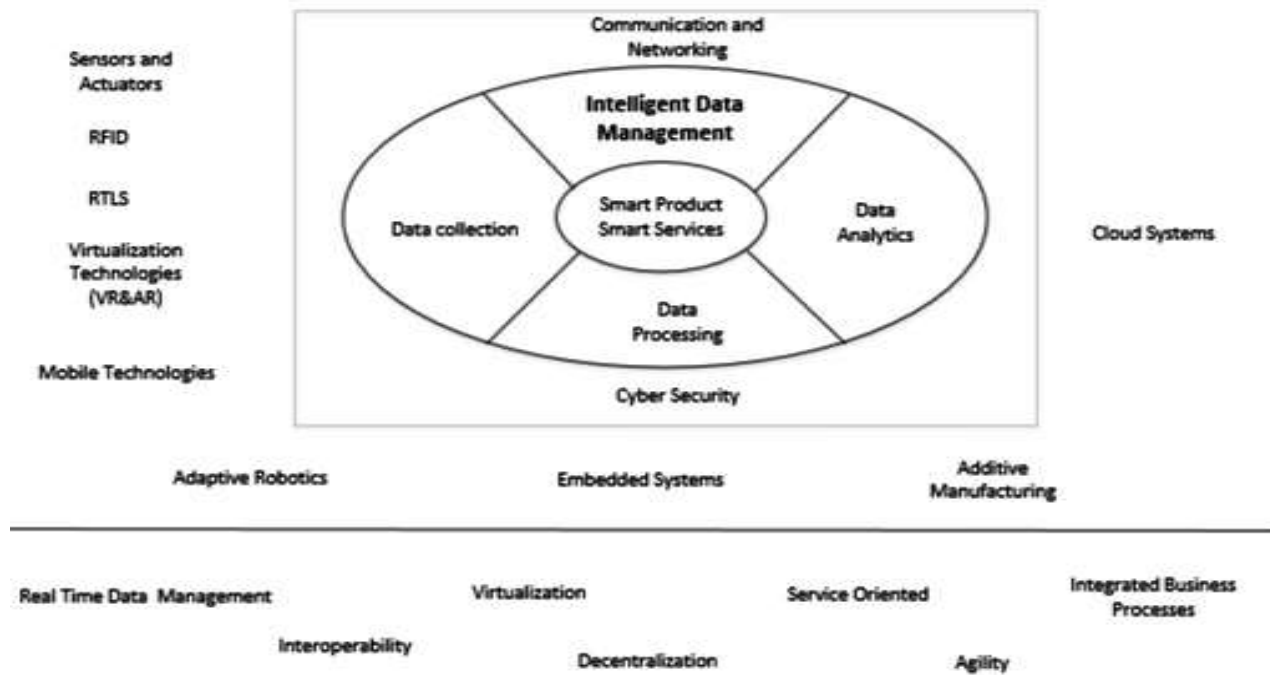 Communication and
Networking
Sensors and
Actuators
Intelligent Data
Management
RFID
RTLS
Smart Product
Smart Services
Data collection
Data
Analytics
Cloud Systems
Virtualization
Technologies
(VR&AR)
Data
Processing
Mobile Technologies
Cyber Security
Adaptive Robotics
Embedded Systems
Additive
Manufacturing
Real Time Data Management
Virtualization
Service Oriented
Integrated Business
Processes
Interoperability
Decentralization
Agility